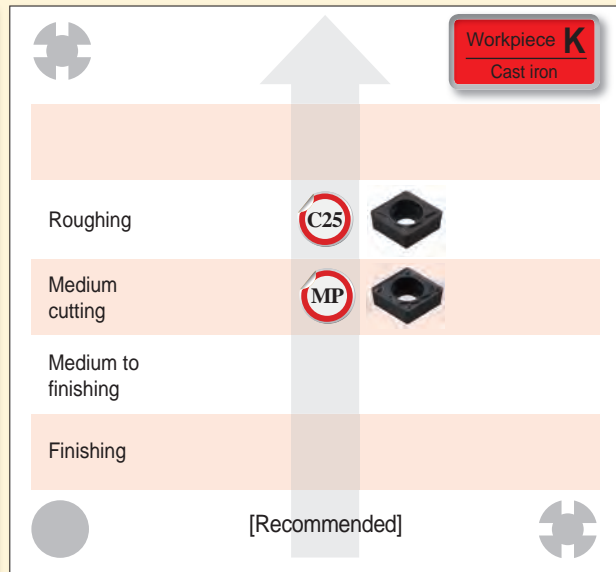 Workpiece K
Cast iron
Roughing
C25
Medium
cutting
MP
Medium to
finishing
Finishing
[Recommended]